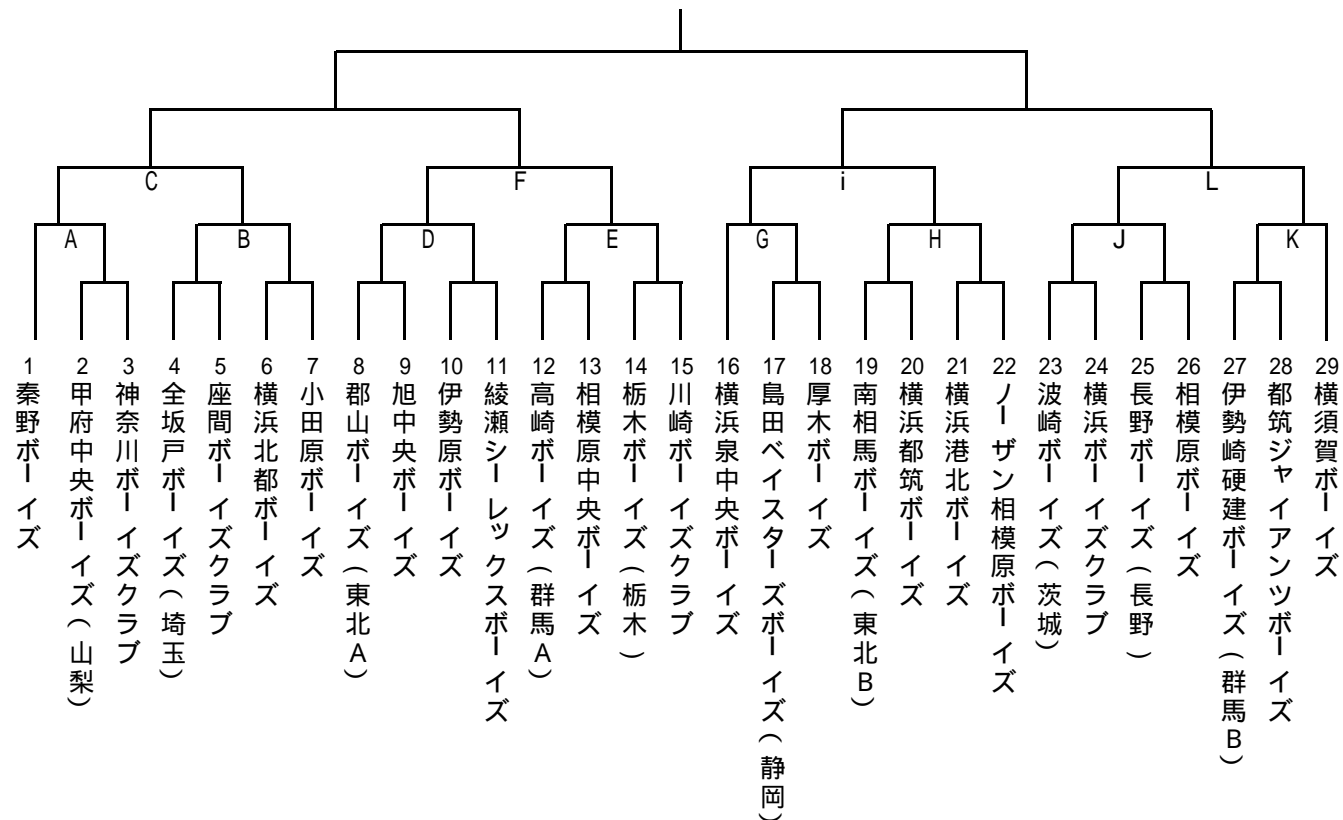 C
F
i
L
A
B
D
E
G
H
J
K
1 秦野ボーイズ
2 甲府中央ボーイズ(山梨)
3 神奈川ボーイズクラブ
4 全坂戸ボーイズ(埼玉)
5 座間ボーイズクラブ
6 横浜北都ボーイズ
7 小田原ボーイズ
8 郡山ボーイズ(東北A)
9 旭中央ボーイズ
10 伊勢原ボーイズ
11 綾瀬シーレックスボーイズ
12 高崎ボーイズ(群馬A)
13 相模原中央ボーイズ
14 栃木ボーイズ(栃木)
15 川崎ボーイズクラブ
16 横浜泉中央ボーイズ
17 島田ベイスターズボーイズ(静岡)
18 厚木ボーイズ
19 南相馬ボーイズ(東北B)
20 横浜都筑ボーイズ
21 横浜港北ボーイズ
22 ノーザン相模原ボーイズ
23 波崎ボーイズ(茨城)
24 横浜ボーイズクラブ
25 長野ボーイズ(長野)
26 相模原ボーイズ
27 伊勢崎硬建ボーイズ(群馬B)
28 都筑ジャイアンツボーイズ
29 横須賀ボーイズ